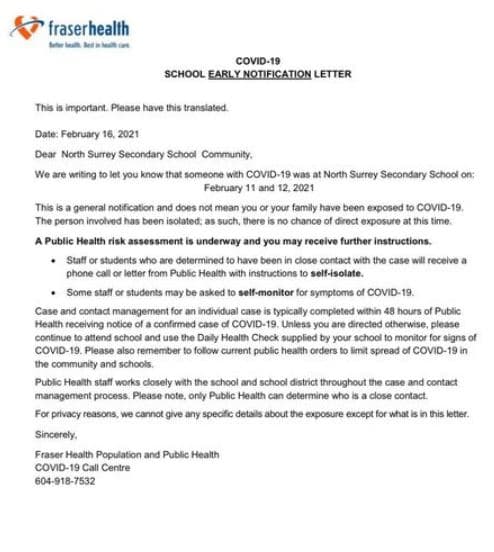 fraserhealth
Better health. Best in health care.
COVID-19
SCHOOL EARLY NOTIFICATION LETTER
This is important. Please have this translated.
Date: February 16, 2021
Dear North Surrey Secondary School Community,
We are writing to let you know that someone with COVID-19 was at North Surrey Secondary School on:
February 11 and 12, 2021
This is a general notification and does not mean you or your family have been exposed to COVID-19.
The person involved has been isolated; as such, there is no chance of direct exposure at this time.
A Public Health risk assessment is underway and you may receive further instructions.
• Staff or students who are determined to have been in close contact with the case will receive a
phone call or letter from Public Health with instructions to self-isolate.
• Some staff or students may be asked to self-monitor for symptoms of COVID-19.
Case and contact management for an individual case is typically completed within 48 hours of Public
Health receiving notice of a confirmed case of COVID-19. Unless you are directed otherwise, please
continue to attend school and use the Daily Health Check supplied by your school to monitor for signs of
COVID-19. Please also remember to follow current public health orders to limit spread of COVID-19 in
the community and schools.
Public Health staff works closely with the school and school district throughout the case and contact
management process. Please note, only Public Health can determine who is a close contact.
For privacy reasons, we cannot give any specific details about the exposure except for what is in this letter.
Sincerely,
Fraser Health Population and Public Health
COVID-19 Call Centre
604-918-7532